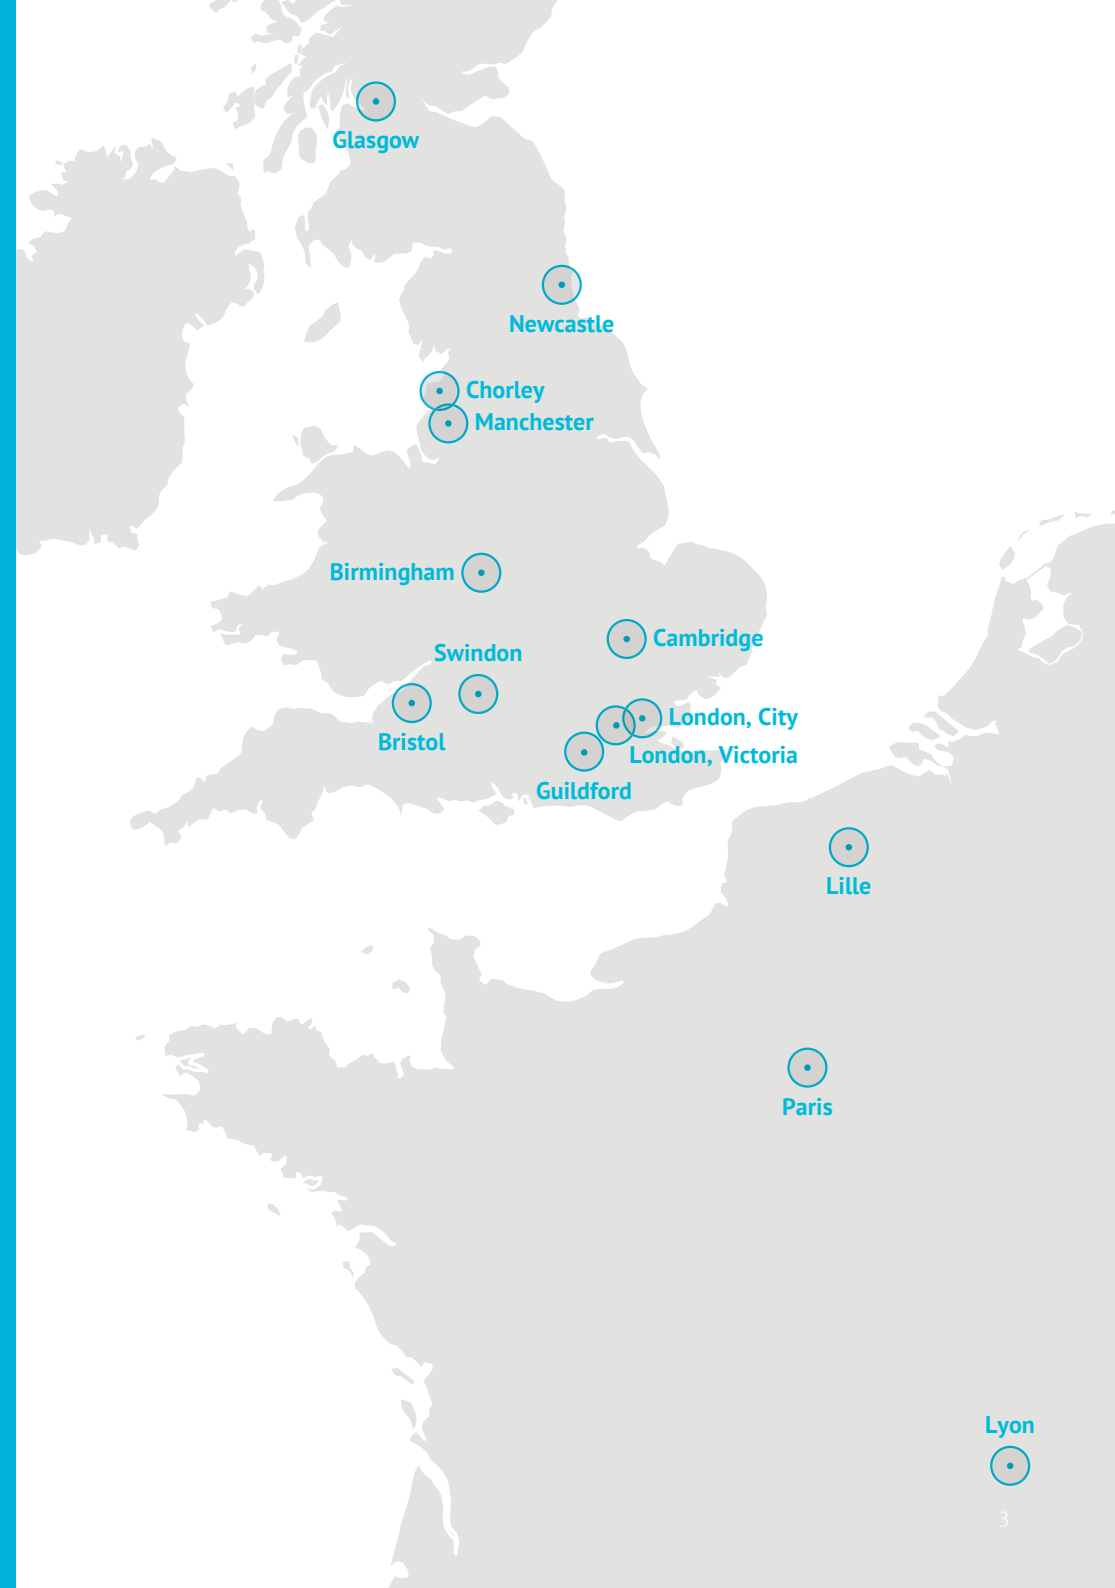 Glasgow
Newcastle
Chorley
Manchester
Birmingham
Cambridge
Swindon
London, City
Bristol
London, Victoria
Guildford
Lille
Paris
Lyon
3